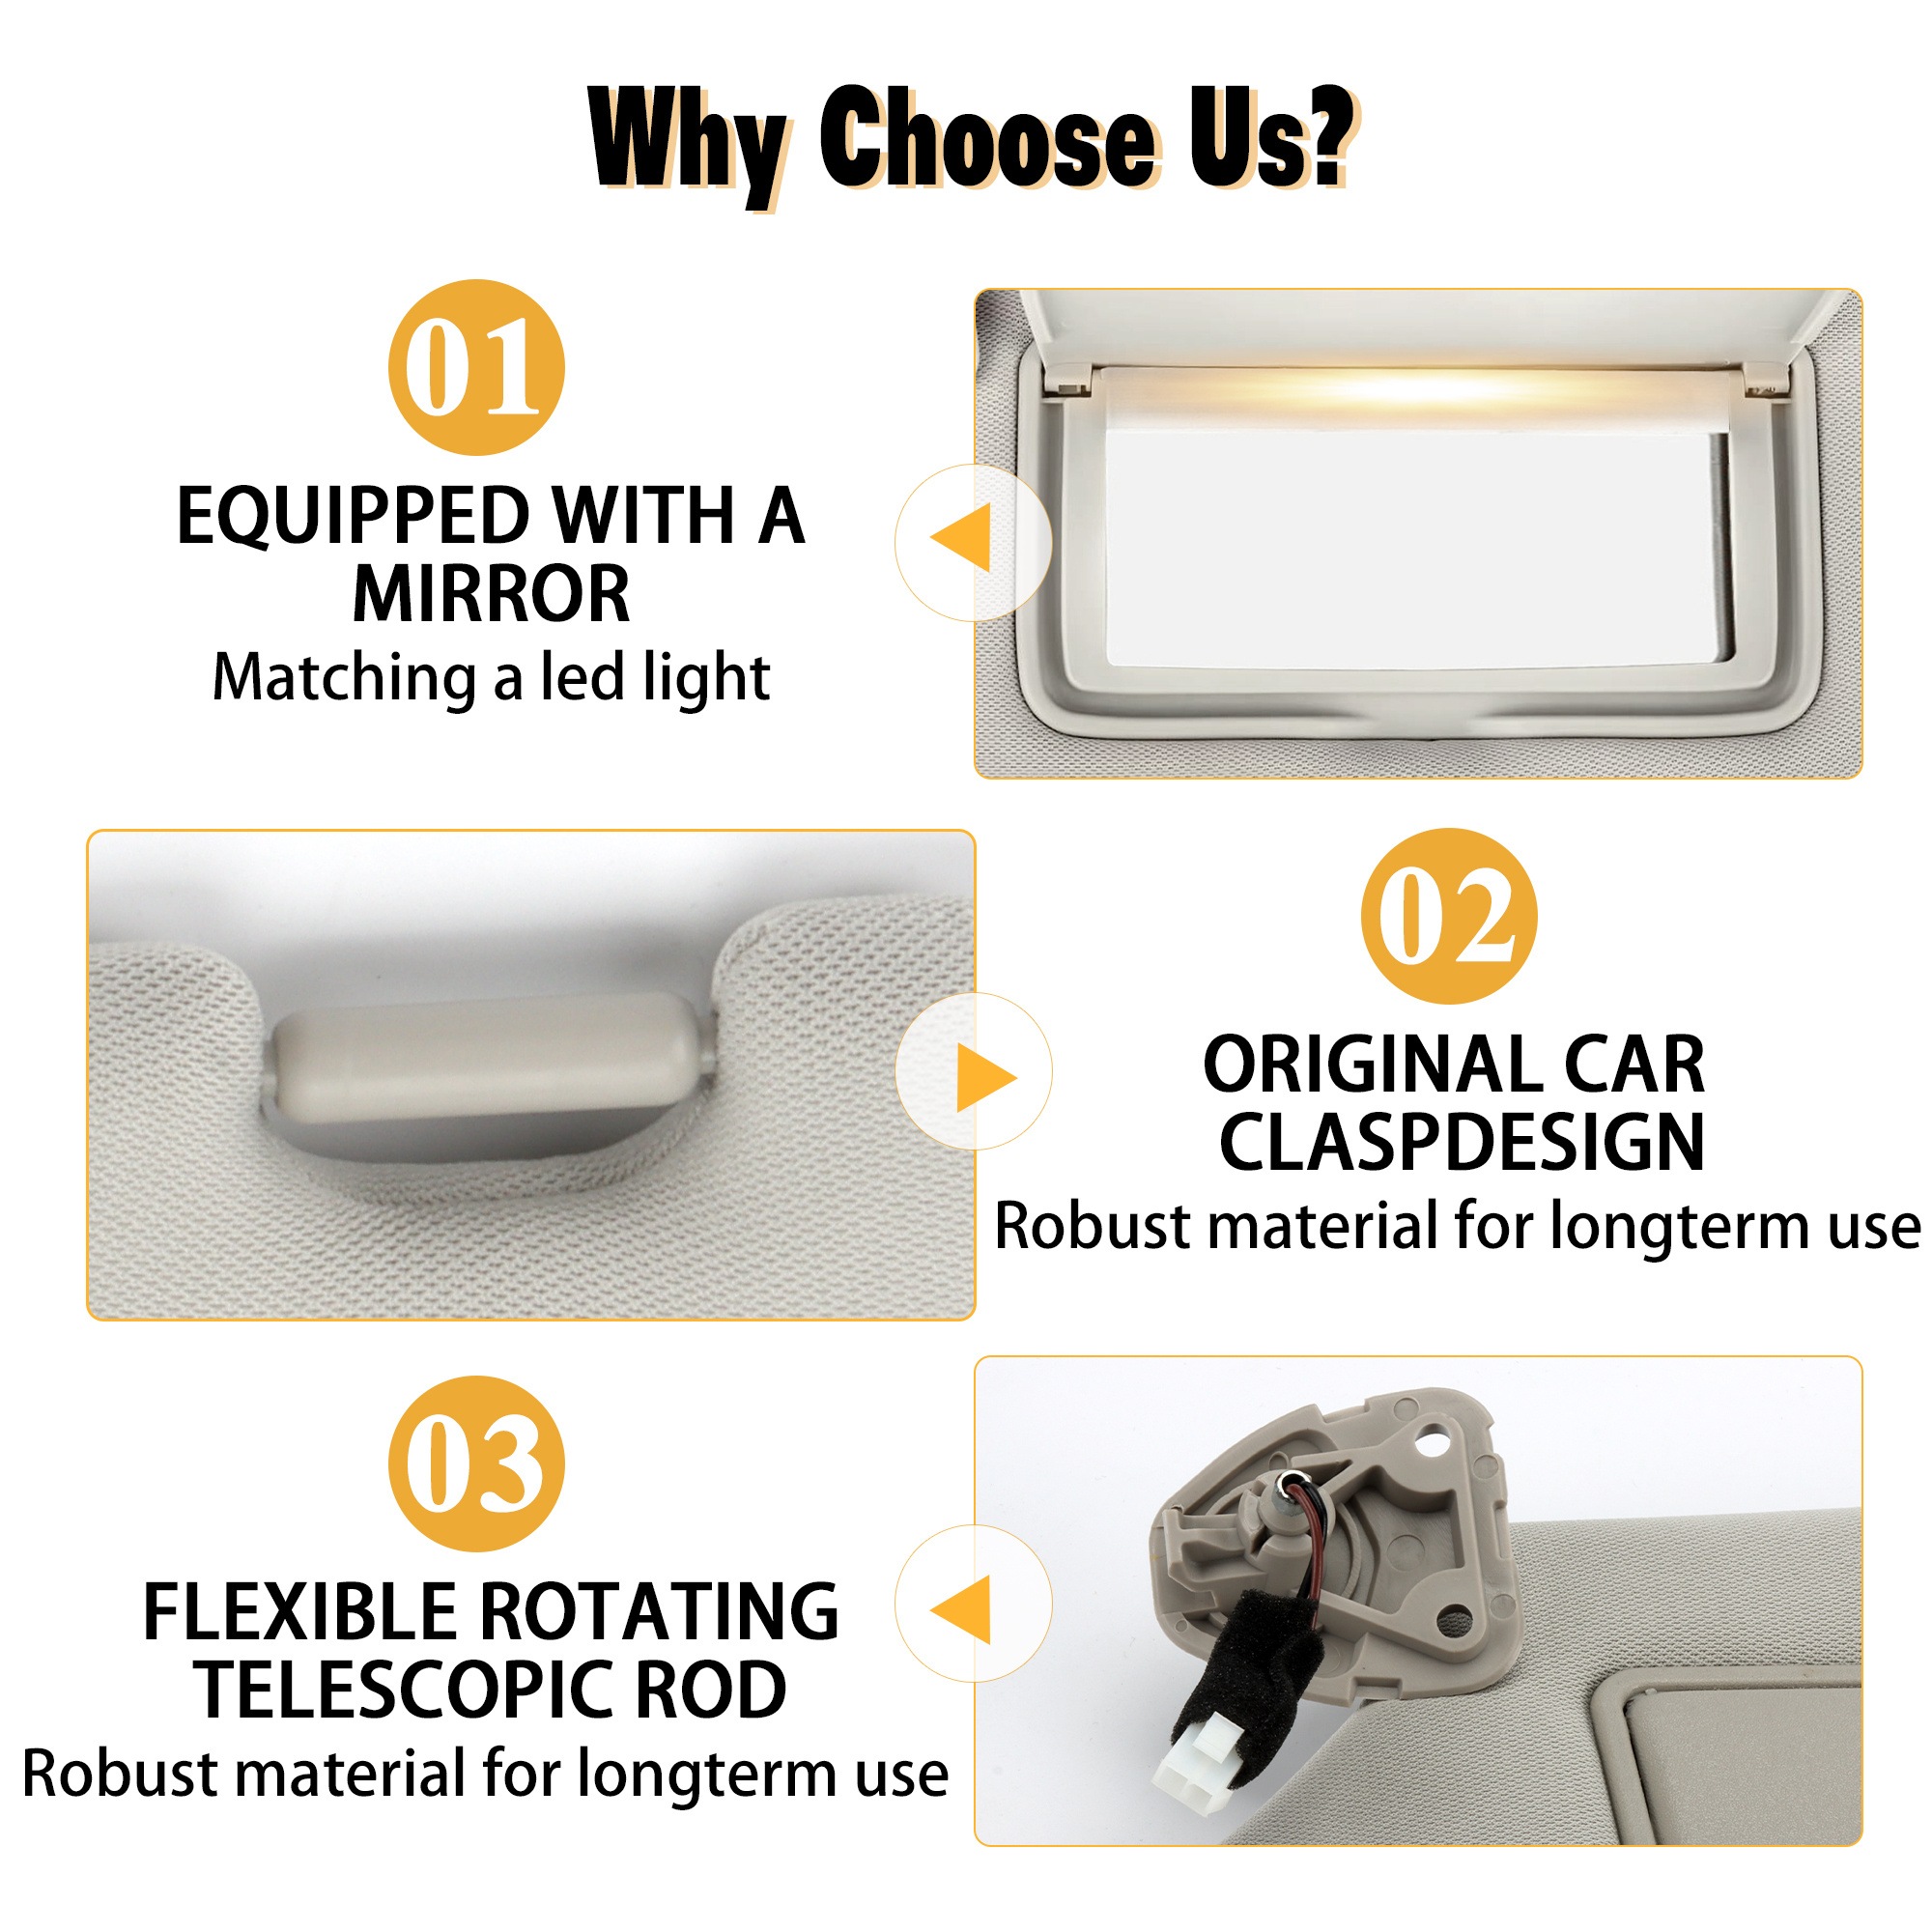 Why Choose Us?
01
EQUIPPED WITH A
MIRROR
Matching a led light
02
ORIGINAL CAR
CLASPDESIGN
Robust material for longterm use
03
FLEXIBLE ROTATING
TELESCOPIC ROD
Robust material for longterm use